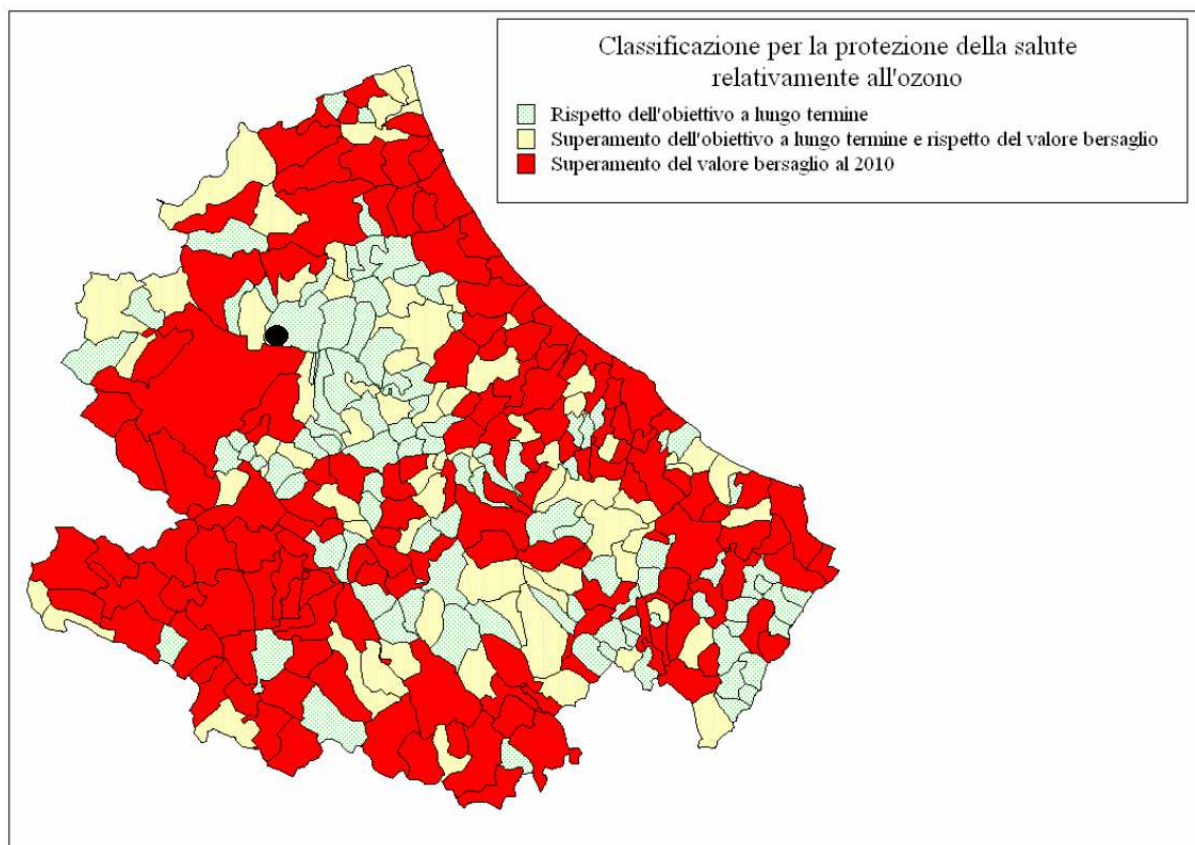 Classificazione per la protezione della salute
relativamente all'ozono
Rispetto dell'obiettivo a lungo termine
Superamento dell'obiettivo a lungo termine e rispetto del valore bersaglio
Superamento del valore bersaglio al 2010